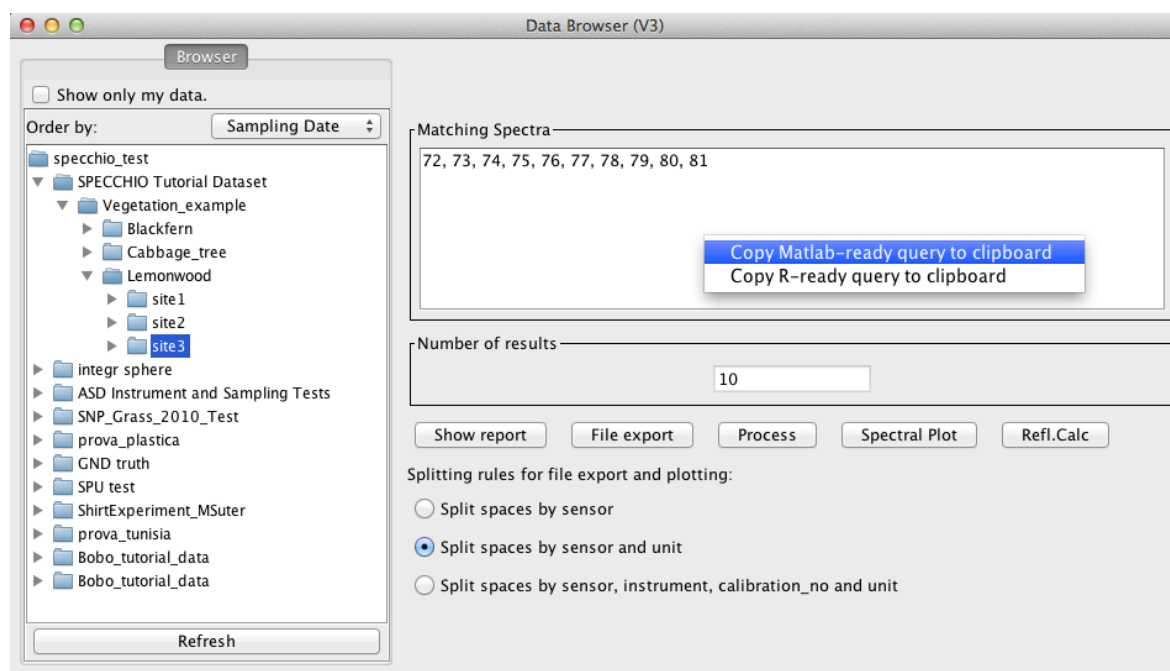 Data Browser (V3)
Browser
Show only my data.
Order by: Sampling Date
specchio_test
SPECCHIO Tutorial Dataset
Vegetation_example
Blackfern
Cabbage_tree
Lemonwood
site1
site2
site3
integr sphere
ASD Instrument and Sampling Tests
SNP_Grass_2010_Test
prova_plastica
GND truth
SPU test
ShirtExperiment_MSuter
prova_tunisia
Bobo_tutorial_data
Bobo_tutorial_data
Refresh
Matching Spectra
72, 73, 74, 75, 76, 77, 78, 79, 80, 81
Copy Matlab-ready query to clipboard
Copy R-ready query to clipboard
Number of results
10
Show report File export Process Spectral Plot Refl.Calc
Splitting rules for file export and plotting:
Split spaces by sensor
Split spaces by sensor and unit
Split spaces by sensor, instrument, calibration_no and unit